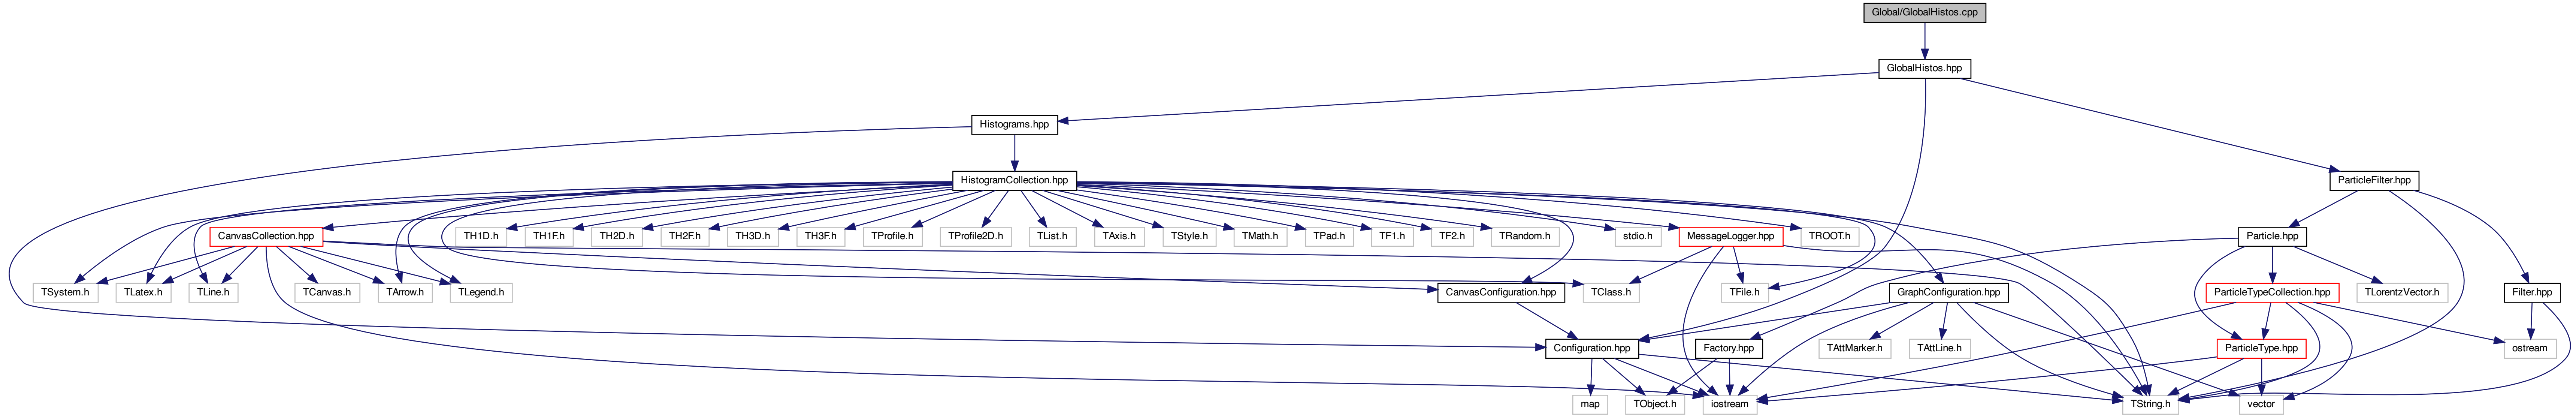 Global/GlobalHistos.cpp
GlobalHistos.hpp
Histograms.hpp
HistogramCollection.hpp
ParticleFilter.hpp
CanvasCollection.hpp
TH1D.h
TH1F.h
TH2D.h
TH2F.h
TH3D.h
TH3F.h
TProfile.h
TProfile2D.h
TList.h
TAxis.h
TStyle.h
TMath.h
TPad.h
TF1.h
TF2.h
TRandom.h
stdio.h
MessageLogger.hpp
TROOT.h
Particle.hpp
TSystem.h
TLatex.h
TLine.h
TCanvas.h
TArrow.h
TLegend.h
CanvasConfiguration.hpp
TClass.h
TFile.h
GraphConfiguration.hpp
ParticleTypeCollection.hpp
TLorentzVector.h
Filter.hpp
Configuration.hpp
Factory.hpp
TAttMarker.h
TAttLine.h
ParticleType.hpp
ostream
map
TObject.h
iostream
TString.h
vector